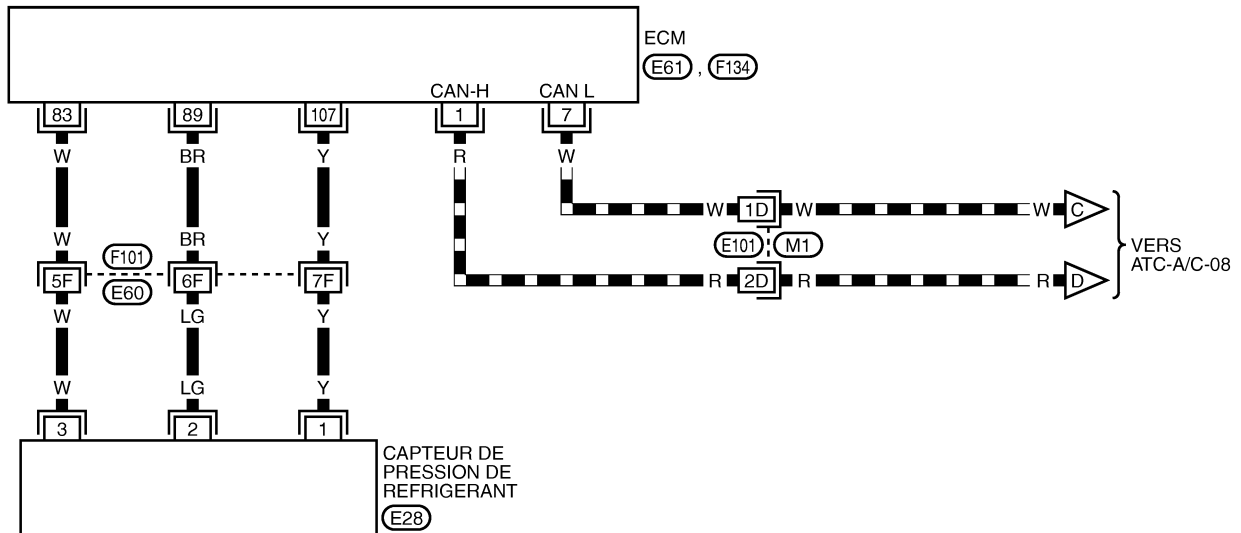 ECM
E61 , F134
CAN-H CAN L
83 89 107 1 7
W BR Y R W
W 1D W W C
W BR Y
F101
E101 M1
VERS
ATC-A/C-08
5F 6F 7F
E60
R 2D R R D
W LG Y
W LG Y
3 2 1
CAPTEUR DE
PRESSION DE
REFRIGERANT
E28